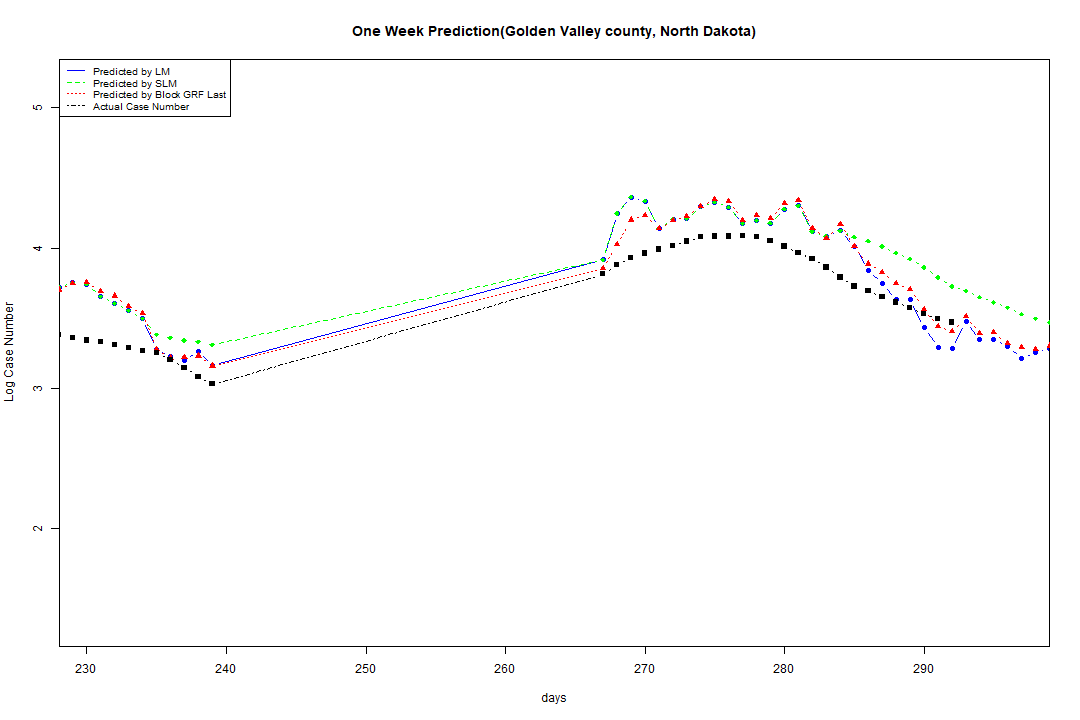 One Week Prediction(Golden Valley county, North Dakota)
Predicted by LM
Predicted by SLM
Predicted by Block GRF Last
Actual Case Number
5
4
3
2
Log Case Number
230 240 250 260 270 280 290
days